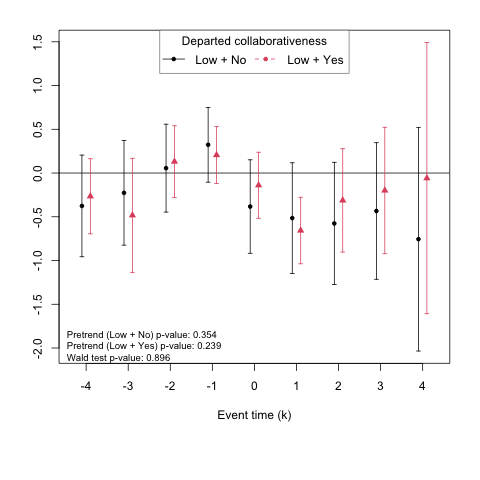 Departed collaborativeness
Low + No Low + Yes
1.5
1.0
0.5
0.0
-0.5
-1.0
-1.5
-2.0
Pretrend (Low + No) p-value: 0.354
Pretrend (Low + Yes) p-value: 0.239
Wald test p-value: 0.896
-4 -3 -2 -1 0 1 2 3 4
Event time (k)